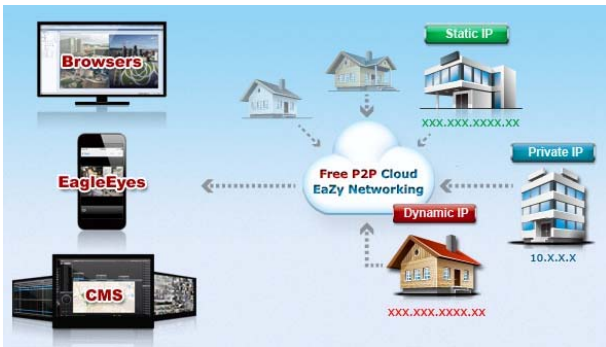 Browsers
Static IP
XXX.XXX.XXXX.XX
EagleEyes
Free P2P Cloud
EaZy Networking
Private IP
10.X.X.X
Dynamic IP
XXX.XXX.XXXX.XX
CMS